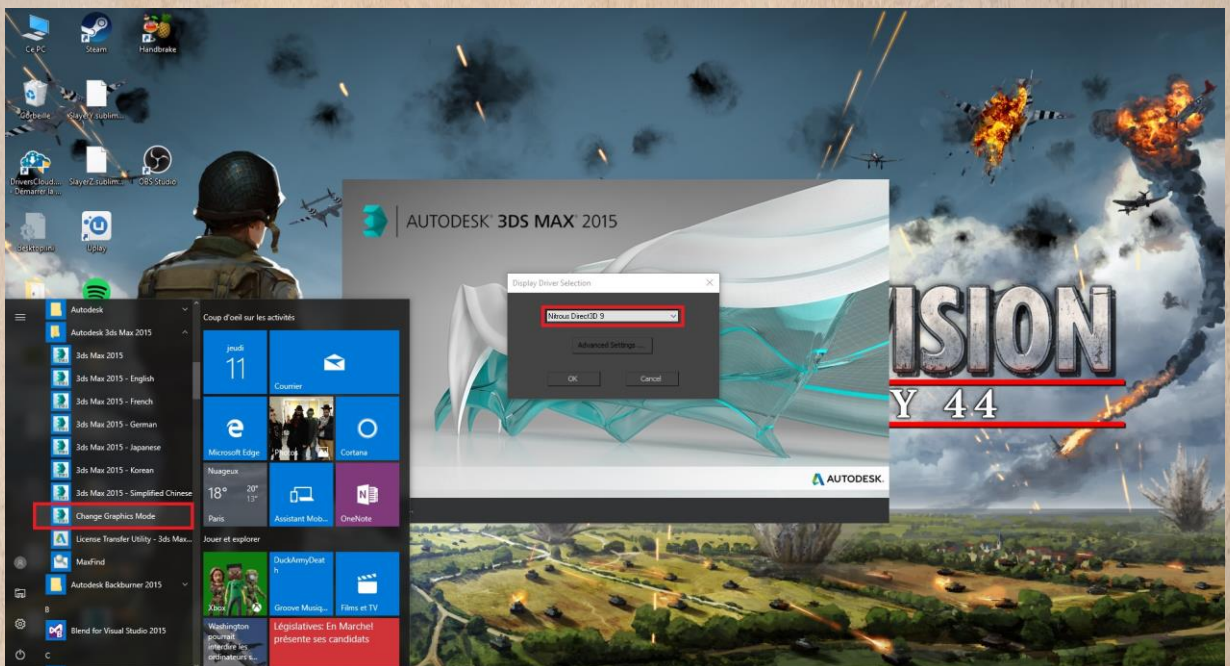 Ce PC
Steam
Handbrake
Corbeille
SlayerY.sublim...
DriversCloud....
- Démarrer la ...
SlayerZ.sublim...
OBS Studio
desktop.ini
Uplay
AUTODESK® 3DS MAX® 2015
Display Driver Selection
Nitrous Direct3D 9
Advanced Settings ...
OK
Cancel
AUTODESK.
VISION
Y 44
Autodesk
Autodesk 3ds Max 2015
3ds Max 2015
3ds Max 2015 - English
3ds Max 2015 - French
3ds Max 2015 - German
3ds Max 2015 - Japanese
3ds Max 2015 - Korean
3ds Max 2015 - Simplified Chinese
Change Graphics Mode
License Transfer Utility - 3ds Max...
MaxFind
Autodesk Backburner 2015
B
Blend for Visual Studio 2015
C
Coup d'oeil sur les activités
jeudi
11
Courrier
Microsoft Edge
Photos
Cortana
Nuageux
18° 20°
13°
Paris
Assistant Mob...
OneNote
Jouer et explorer
Xbox
DuckArmyDeat
h
Groove Musiq...
Films et TV
Washington
pourrait
interdire les
ordinateurs s...
Législatives: En Marche!
présente ses candidats